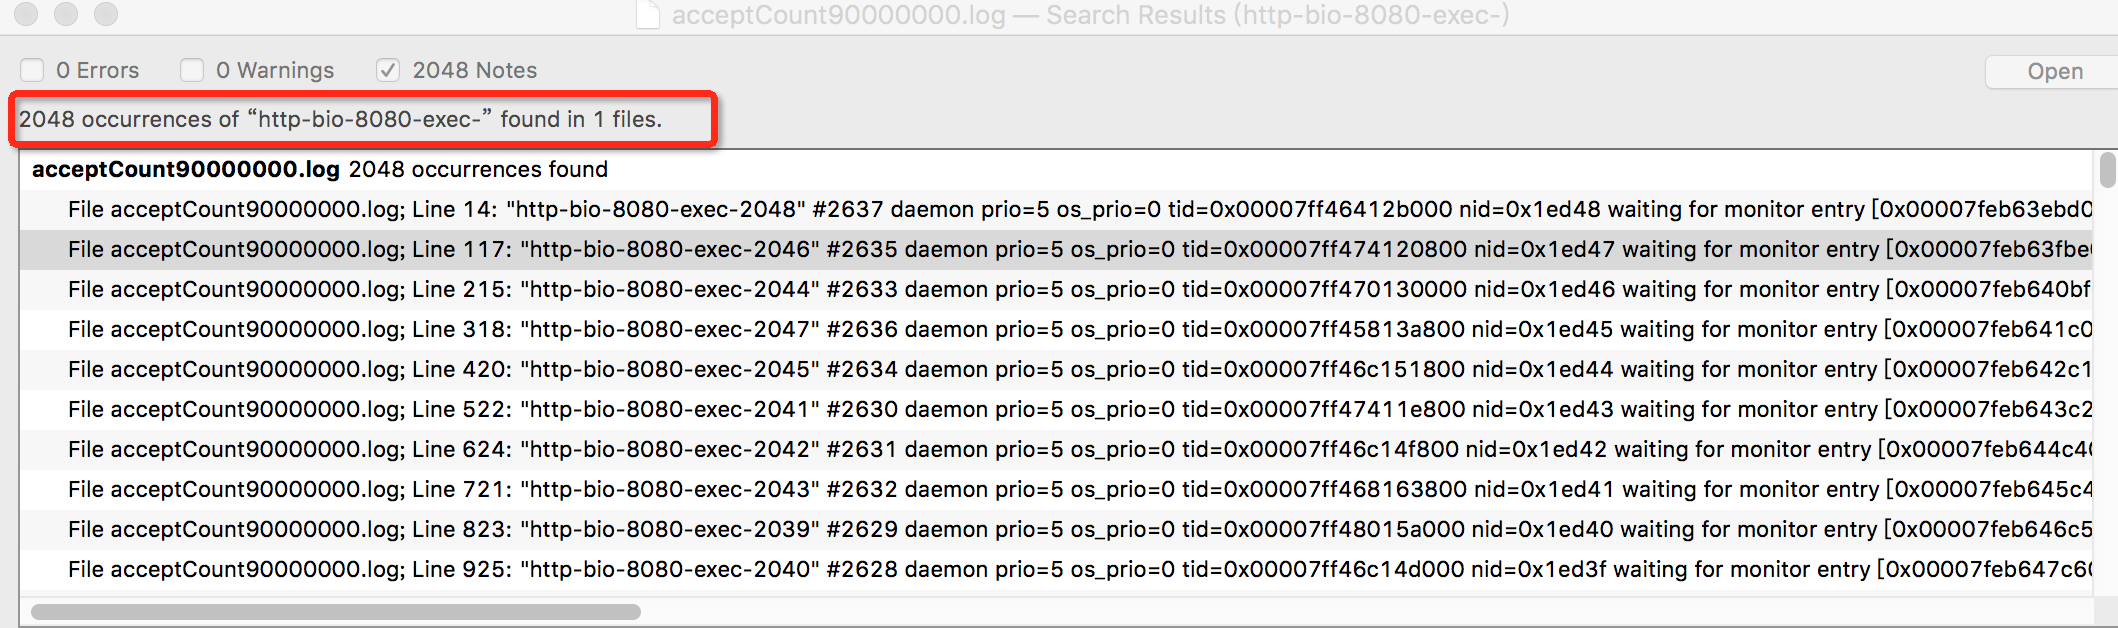 acceptCount90000000.log — Search Results (http-bio-8080-exec-)
0 Errors 0 Warnings 2048 Notes Open
2048 occurrences of “http-bio-8080-exec-” found in 1 files.
acceptCount90000000.log 2048 occurrences found
File acceptCount90000000.log; Line 14: "http-bio-8080-exec-2048" #2637 daemon prio=5 os_prio=0 tid=0x00007ff46412b000 nid=0x1ed48 waiting for monitor entry [0x00007feb63ebd0
File acceptCount90000000.log; Line 117: "http-bio-8080-exec-2046" #2635 daemon prio=5 os_prio=0 tid=0x00007ff474120800 nid=0x1ed47 waiting for monitor entry [0x00007feb63fbe
File acceptCount90000000.log; Line 215: "http-bio-8080-exec-2044" #2633 daemon prio=5 os_prio=0 tid=0x00007ff470130000 nid=0x1ed46 waiting for monitor entry [0x00007feb640bf
File acceptCount90000000.log; Line 318: "http-bio-8080-exec-2047" #2636 daemon prio=5 os_prio=0 tid=0x00007ff45813a800 nid=0x1ed45 waiting for monitor entry [0x00007feb641c0
File acceptCount90000000.log; Line 420: "http-bio-8080-exec-2045" #2634 daemon prio=5 os_prio=0 tid=0x00007ff46c151800 nid=0x1ed44 waiting for monitor entry [0x00007feb642c1
File acceptCount90000000.log; Line 522: "http-bio-8080-exec-2041" #2630 daemon prio=5 os_prio=0 tid=0x00007ff47411e800 nid=0x1ed43 waiting for monitor entry [0x00007feb643c2
File acceptCount90000000.log; Line 624: "http-bio-8080-exec-2042" #2631 daemon prio=5 os_prio=0 tid=0x00007ff46c14f800 nid=0x1ed42 waiting for monitor entry [0x00007feb644c4
File acceptCount90000000.log; Line 721: "http-bio-8080-exec-2043" #2632 daemon prio=5 os_prio=0 tid=0x00007ff468163800 nid=0x1ed41 waiting for monitor entry [0x00007feb645c4
File acceptCount90000000.log; Line 823: "http-bio-8080-exec-2039" #2629 daemon prio=5 os_prio=0 tid=0x00007ff48015a000 nid=0x1ed40 waiting for monitor entry [0x00007feb646c5
File acceptCount90000000.log; Line 925: "http-bio-8080-exec-2040" #2628 daemon prio=5 os_prio=0 tid=0x00007ff46c14d000 nid=0x1ed3f waiting for monitor entry [0x00007feb647c6